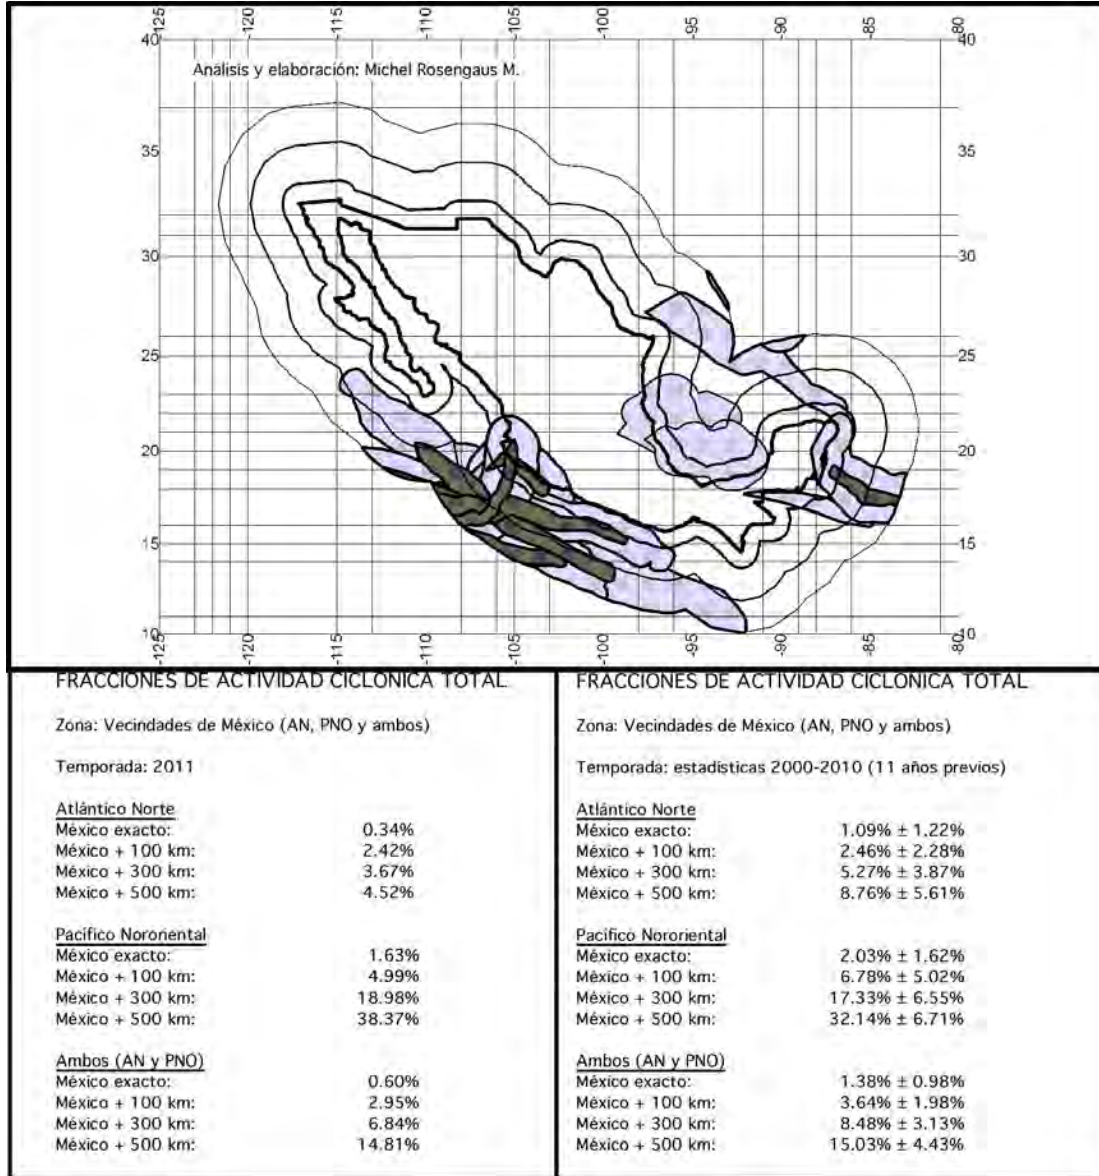 -125 -120 -115 -110 -105 -100 -95 -90 -85 -80
40 40
Análisis y elaboración: Michel Rosengaus M.
35 35
30 30
25 25
20 20
15 15
10 10
-125 -120 -115 -110 -105 -100 -95 -90 -85 -80
FRACCIONES DE ACTIVIDAD CICLONICA TOTAL
Zona: Vecindades de México (AN, PNO y ambos)
Temporada: 2011
Atlántico Norte
México exacto: 0.34%
México + 100 km: 2.42%
México + 300 km: 3.67%
México + 500 km: 4.52%
Pacífico Nororiental
México exacto: 1.63%
México + 100 km: 4.99%
México + 300 km: 18.98%
México + 500 km: 38.37%
Ambos (AN y PNO)
México exacto: 0.60%
México + 100 km: 2.95%
México + 300 km: 6.84%
México + 500 km: 14.81%
FRACCIONES DE ACTIVIDAD CICLONICA TOTAL
Zona: Vecindades de México (AN, PNO y ambos)
Temporada: estadísticas 2000-2010 (11 años previos)
Atlántico Norte
México exacto: 1.09% ± 1.22%
México + 100 km: 2.46% ± 2.28%
México + 300 km: 5.27% ± 3.87%
México + 500 km: 8.76% ± 5.61%
Pacífico Nororiental
México exacto: 2.03% ± 1.62%
México + 100 km: 6.78% ± 5.02%
México + 300 km: 17.33% ± 6.55%
México + 500 km: 32.14% ± 6.71%
Ambos (AN y PNO)
México exacto: 1.38% ± 0.98%
México + 100 km: 3.64% ± 1.98%
México + 300 km: 8.48% ± 3.13%
México + 500 km: 15.03% ± 4.43%